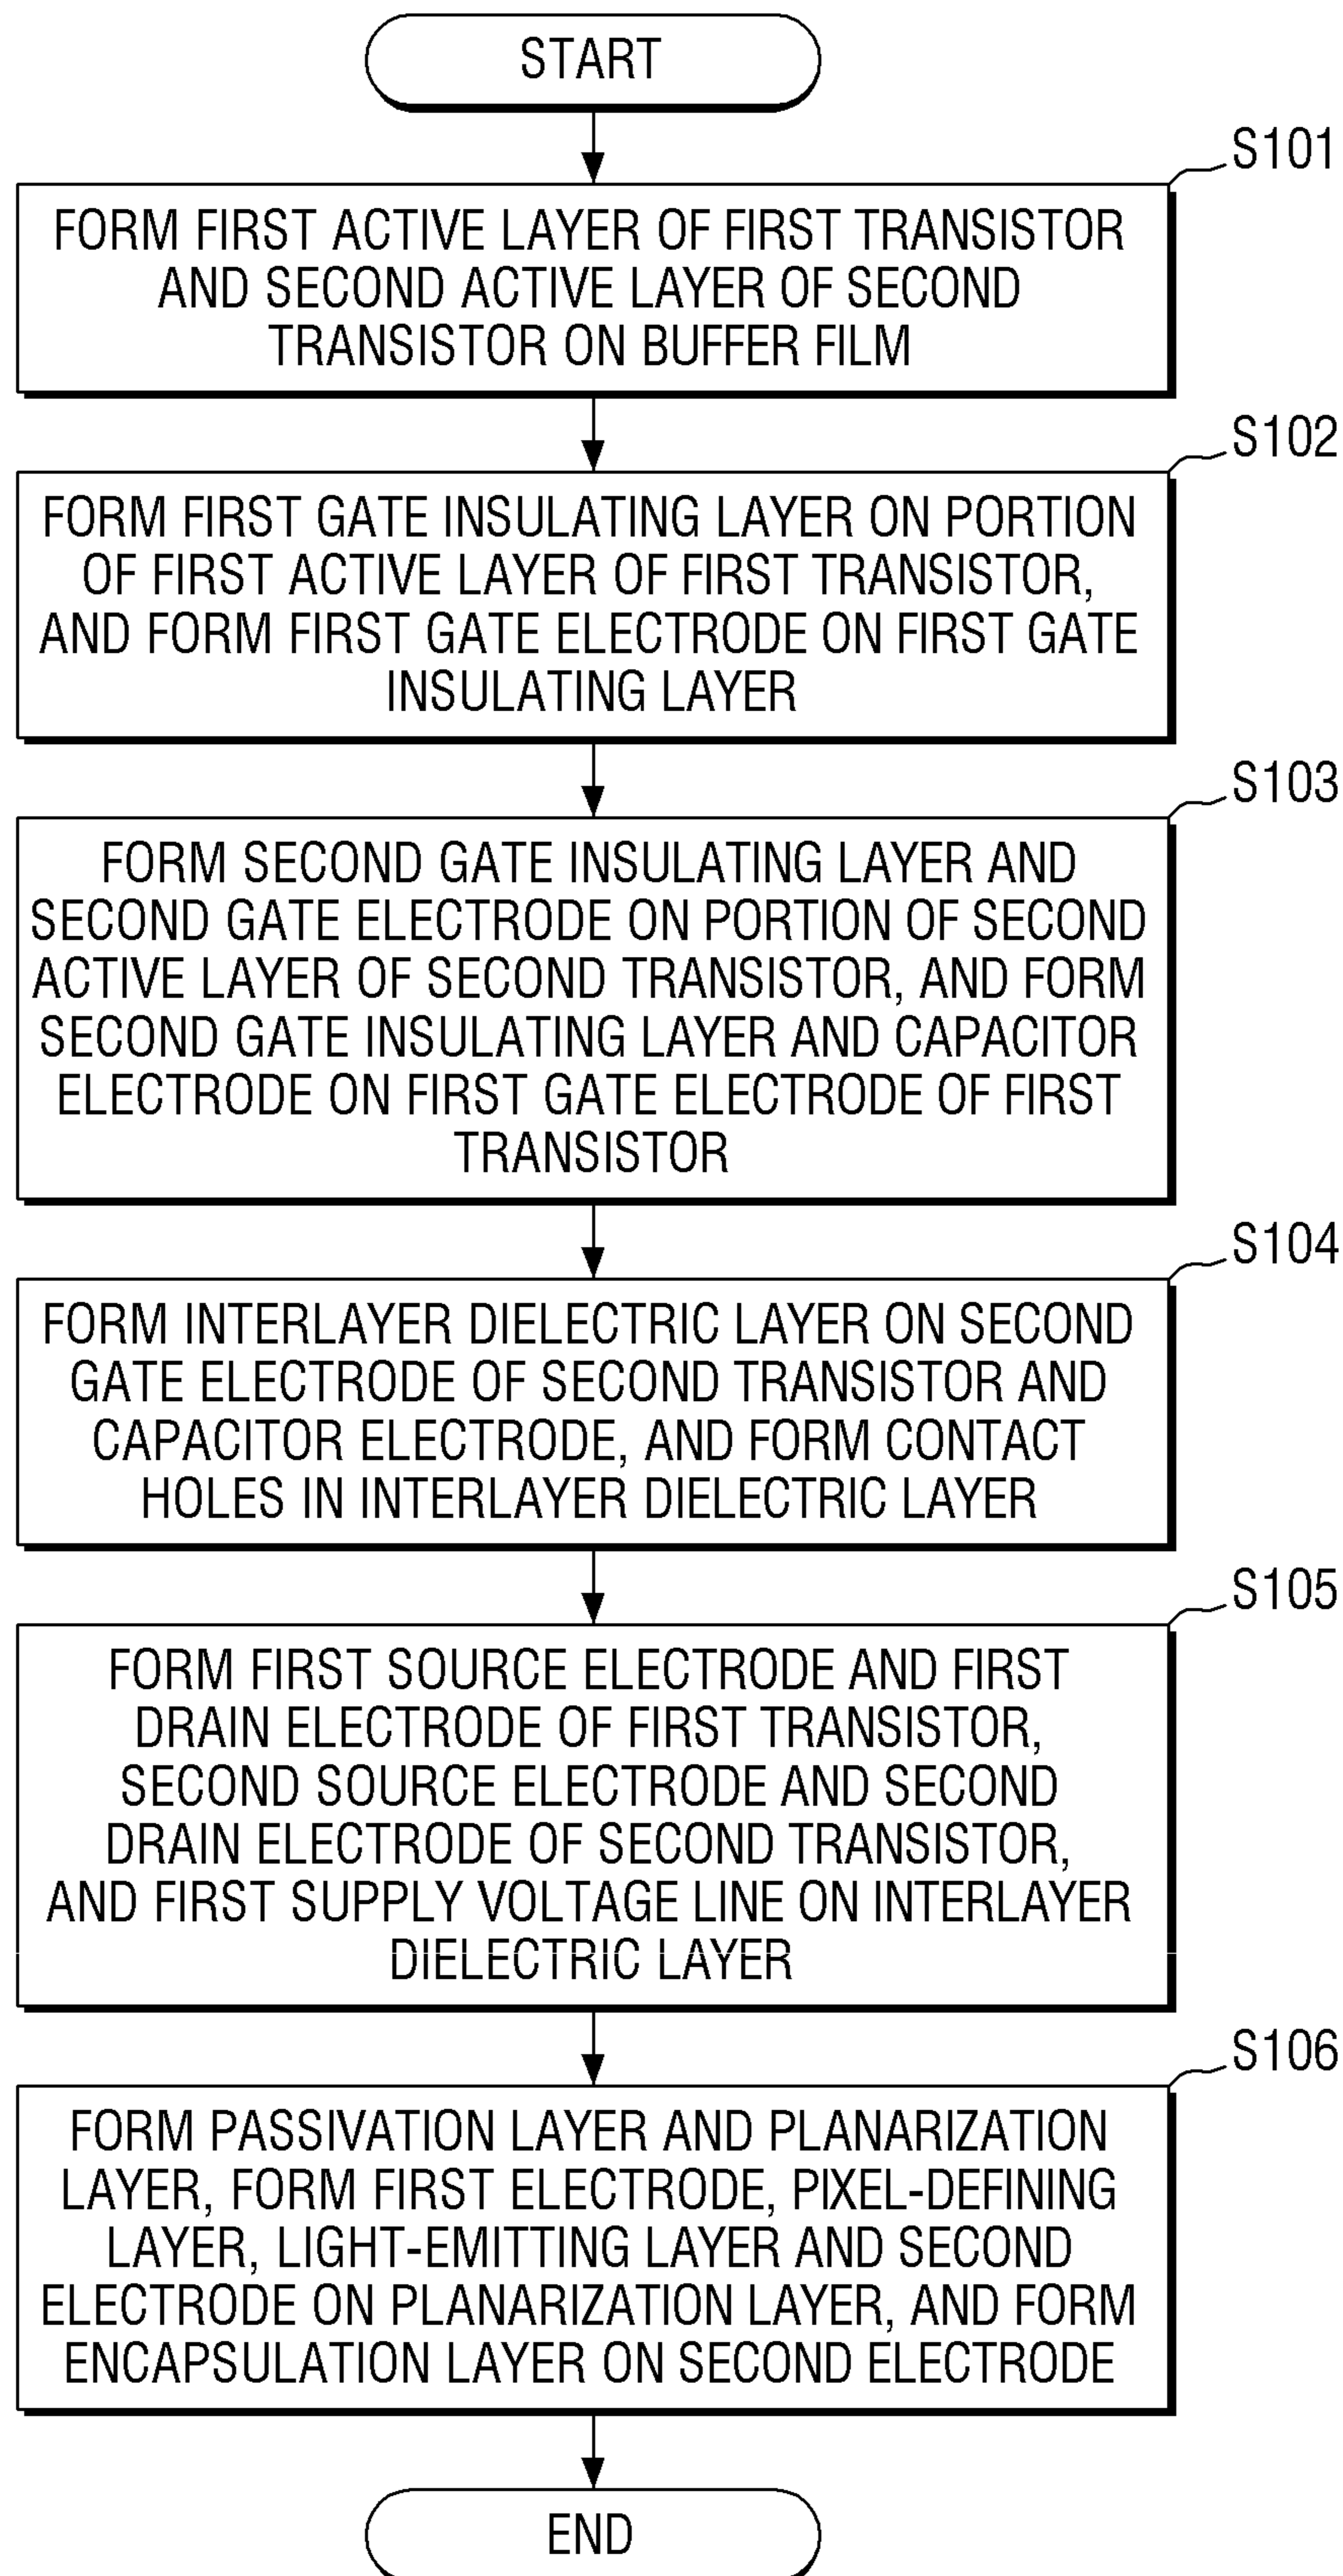 START
S101
FORM FIRST ACTIVE LAYER OF FIRST TRANSISTOR
AND SECOND ACTIVE LAYER OF SECOND
TRANSISTOR ON BUFFER FILM
S102
FORM FIRST GATE INSULATING LAYER ON PORTION
OF FIRST ACTIVE LAYER OF FIRST TRANSISTOR,
AND FORM FIRST GATE ELECTRODE ON FIRST GATE
INSULATING LAYER
S103
FORM SECOND GATE INSULATING LAYER AND
SECOND GATE ELECTRODE ON PORTION OF SECOND
ACTIVE LAYER OF SECOND TRANSISTOR, AND FORM
SECOND GATE INSULATING LAYER AND CAPACITOR
ELECTRODE ON FIRST GATE ELECTRODE OF FIRST
TRANSISTOR
S104
FORM INTERLAYER DIELECTRIC LAYER ON SECOND
GATE ELECTRODE OF SECOND TRANSISTOR AND
CAPACITOR ELECTRODE, AND FORM CONTACT
HOLES IN INTERLAYER DIELECTRIC LAYER
S105
FORM FIRST SOURCE ELECTRODE AND FIRST
DRAIN ELECTRODE OF FIRST TRANSISTOR,
SECOND SOURCE ELECTRODE AND SECOND
DRAIN ELECTRODE OF SECOND TRANSISTOR,
AND FIRST SUPPLY VOLTAGE LINE ON INTERLAYER
DIELECTRIC LAYER
S106
FORM PASSIVATION LAYER AND PLANARIZATION
LAYER, FORM FIRST ELECTRODE, PIXEL-DEFINING
LAYER, LIGHT-EMITTING LAYER AND SECOND
ELECTRODE ON PLANARIZATION LAYER, AND FORM
ENCAPSULATION LAYER ON SECOND ELECTRODE
END